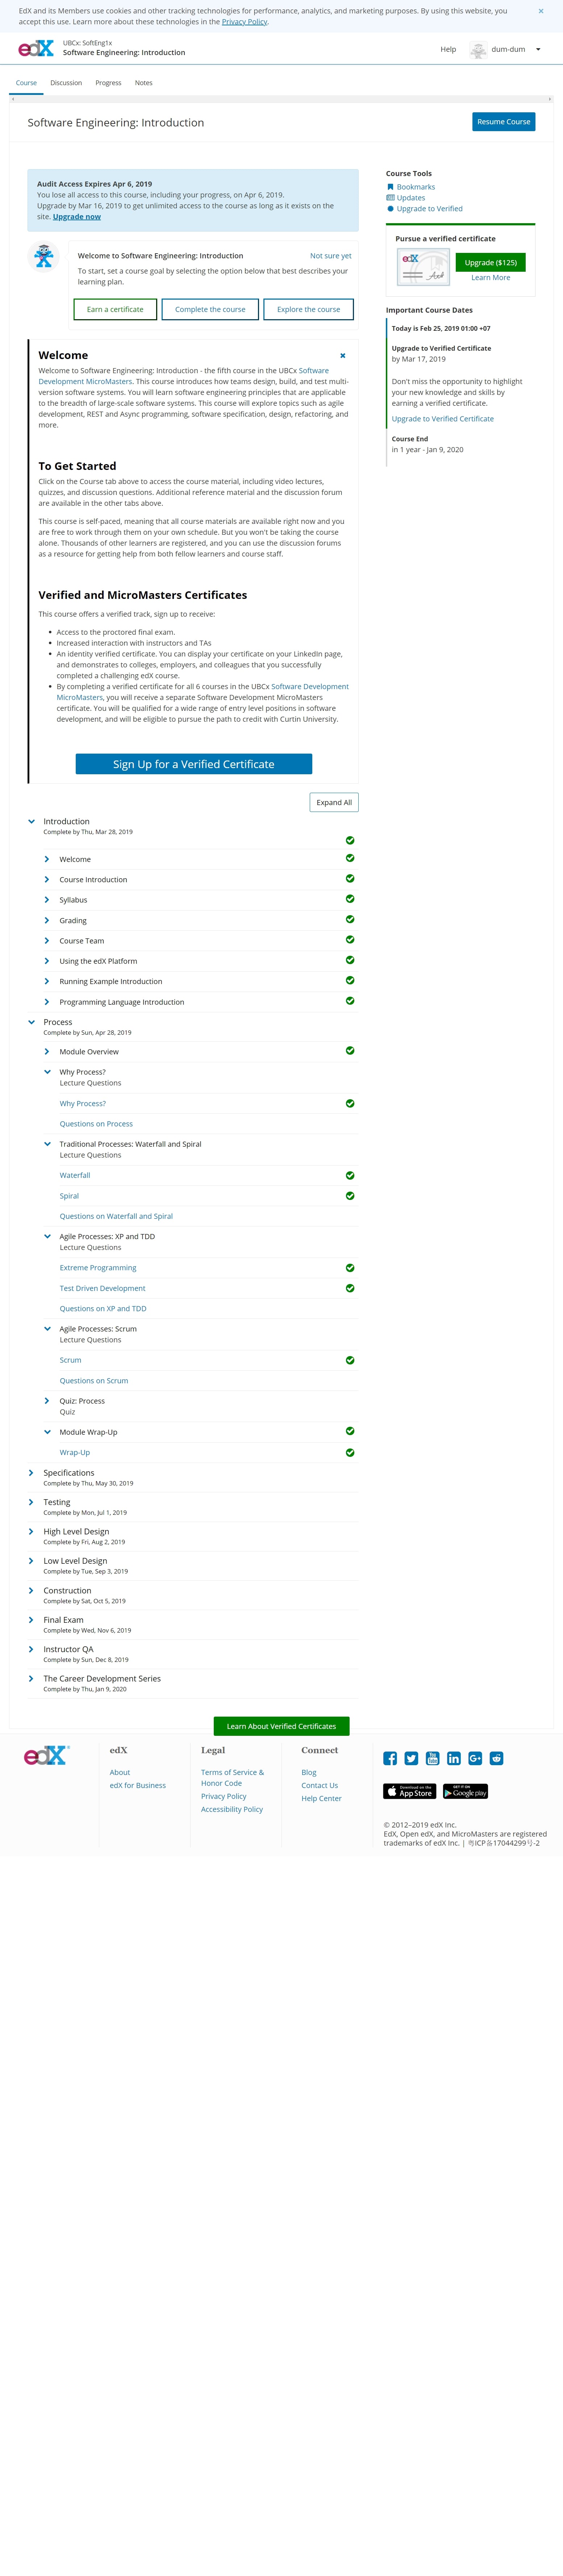 EdX and its Members use cookies and other tracking technologies for performance, analytics, and marketing purposes. By using this website, you
accept this use. Learn more about these technologies in the Privacy Policy.
edX
UBCx: SoftEng1x
Software Engineering: Introduction
Help
dum-dum
Course
Discussion
Progress
Notes
Software Engineering: Introduction
Resume Course
Audit Access Expires Apr 6, 2019
You lose all access to this course, including your progress, on Apr 6, 2019.
Upgrade by Mar 16, 2019 to get unlimited access to the course as long as it exists on the
site. Upgrade now
Welcome to Software Engineering: Introduction
Not sure yet
To start, set a course goal by selecting the option below that best describes your
learning plan.
Earn a certificate
Complete the course
Explore the course
Welcome
Welcome to Software Engineering: Introduction - the fifth course in the UBCx Software
Development MicroMasters. This course introduces how teams design, build, and test multi-
version software systems. You will learn software engineering principles that are applicable
to the breadth of large-scale software systems. This course will explore topics such as agile
development, REST and Async programming, software specification, design, refactoring, and
more.
To Get Started
Click on the Course tab above to access the course material, including video lectures,
quizzes, and discussion questions. Additional reference material and the discussion forum
are available in the other tabs above.
This course is self-paced, meaning that all course materials are available right now and you
are free to work through them on your own schedule. But you won't be taking the course
alone. Thousands of other learners are registered, and you can use the discussion forums
as a resource for getting help from both fellow learners and course staff.
Verified and MicroMasters Certificates
This course offers a verified track, sign up to receive:
Access to the proctored final exam.
Increased interaction with instructors and TAs
An identity verified certificate. You can display your certificate on your LinkedIn page,
and demonstrates to colleges, employers, and colleagues that you successfully
completed a challenging edX course.
By completing a verified certificate for all 6 courses in the UBCx Software Development
MicroMasters, you will receive a separate Software Development MicroMasters
certificate. You will be qualified for a wide range of entry level positions in software
development, and will be eligible to pursue the path to credit with Curtin University.
Sign Up for a Verified Certificate
Course Tools
Bookmarks
Updates
Upgrade to Verified
Pursue a verified certificate
edX
Upgrade ($125)
Learn More
Important Course Dates
Today is Feb 25, 2019 01:00 +07
Upgrade to Verified Certificate
by Mar 17, 2019
Don't miss the opportunity to highlight
your new knowledge and skills by
earning a verified certificate.
Upgrade to Verified Certificate
Course End
in 1 year - Jan 9, 2020
Expand All
Introduction
Complete by Thu, Mar 28, 2019
Welcome
Course Introduction
Syllabus
Grading
Course Team
Using the edX Platform
Running Example Introduction
Programming Language Introduction
Process
Complete by Sun, Apr 28, 2019
Module Overview
Why Process?
Lecture Questions
Why Process?
Questions on Process
Traditional Processes: Waterfall and Spiral
Lecture Questions
Waterfall
Spiral
Questions on Waterfall and Spiral
Agile Processes: XP and TDD
Lecture Questions
Extreme Programming
Test Driven Development
Questions on XP and TDD
Agile Processes: Scrum
Lecture Questions
Scrum
Questions on Scrum
Quiz: Process
Quiz
Module Wrap-Up
Wrap-Up
Specifications
Complete by Thu, May 30, 2019
Testing
Complete by Mon, Jul 1, 2019
High Level Design
Complete by Fri, Aug 2, 2019
Low Level Design
Complete by Tue, Sep 3, 2019
Construction
Complete by Sat, Oct 5, 2019
Final Exam
Complete by Wed, Nov 6, 2019
Instructor QA
Complete by Sun, Dec 8, 2019
The Career Development Series
Complete by Thu, Jan 9, 2020
Learn About Verified Certificates
edX
edX
About
edX for Business
Legal
Terms of Service &
Honor Code
Privacy Policy
Accessibility Policy
Connect
Blog
Contact Us
Help Center
Download on the
App Store
GET IT ON
Google play
© 2012–2019 edX Inc.
EdX, Open edX, and MicroMasters are registered
trademarks of edX Inc. | 粤ICP备17044299号-2